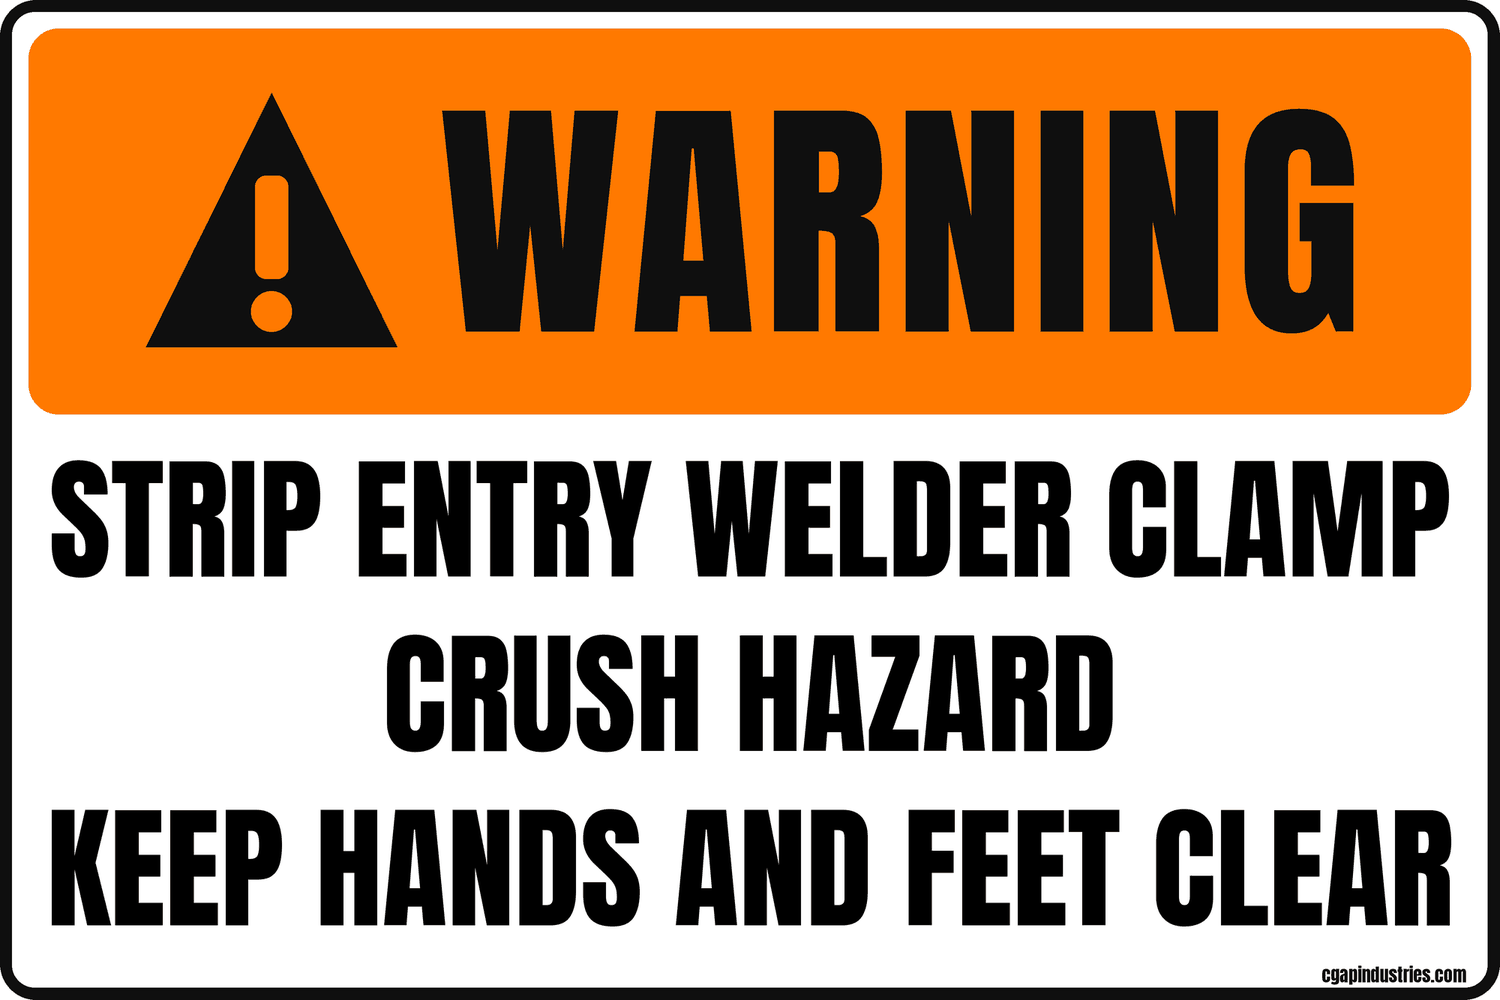 WARNING
STRIP ENTRY WELDER CLAMP
CRUSH HAZARD
KEEP HANDS AND FEET CLEAR
cgapindustries.com